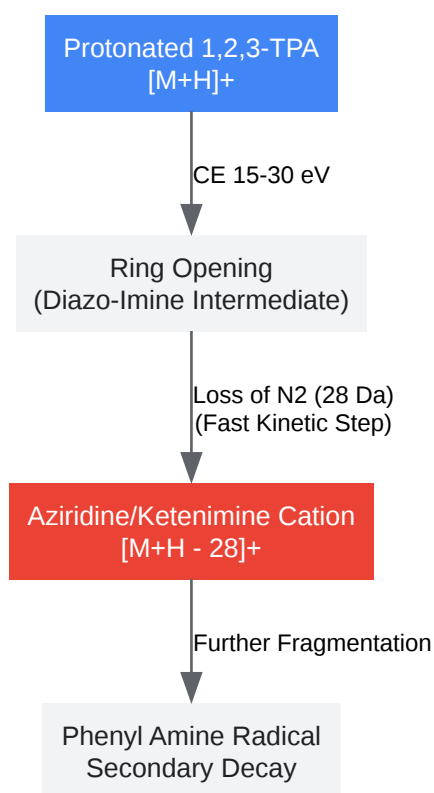 Protonated 1,2,3-TPA
[M+H]+
CE 15-30 eV
Ring Opening
(Diazo-Imine Intermediate)
Loss of N2 (28 Da)
(Fast Kinetic Step)
Aziridine/Ketenimine Cation
[M+H - 28]+
Further Fragmentation
Phenyl Amine Radical
Secondary Decay